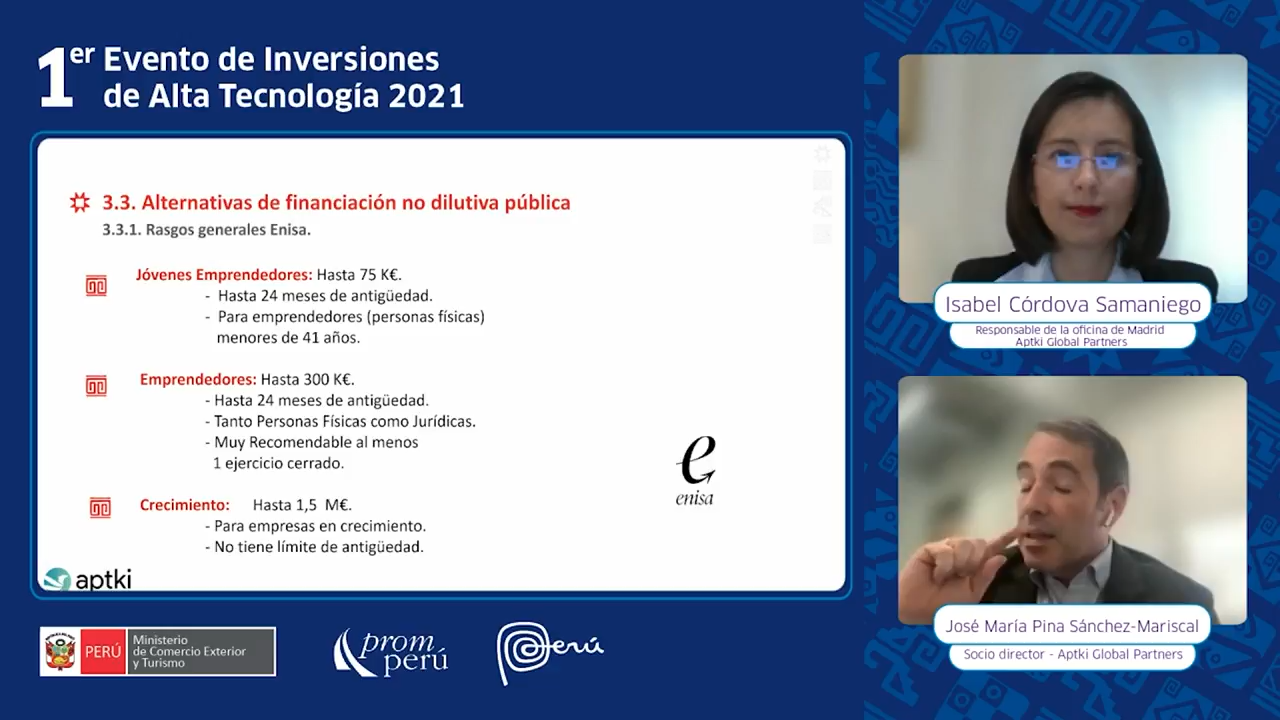 1er Evento de Inversiones
de Alta Tecnología 2021
3.3. Alternativas de financiación no dilutiva pública
3.3.1. Rasgos generales Enisa.
Jóvenes Emprendedores: Hasta 75 K€.
- Hasta 24 meses de antigüedad.
- Para emprendedores (personas físicas)
menores de 41 años.
Emprendedores: Hasta 300 K€.
- Hasta 24 meses de antigüedad.
- Tanto Personas Físicas como Jurídicas.
- Muy Recomendable al menos
1 ejercicio cerrado.
Crecimiento: Hasta 1,5 M€.
- Para empresas en crecimiento.
- No tiene límite de antigüedad.
e
enisa
aptki
PERÚ
Ministerio
de Comercio Exterior
y Turismo
prom
perú
Perú
Isabel Córdova Samaniego
Responsable de la oficina de Madrid
Aptki Global Partners
José María Pina Sánchez-Mariscal
Socio director - Aptki Global Partners